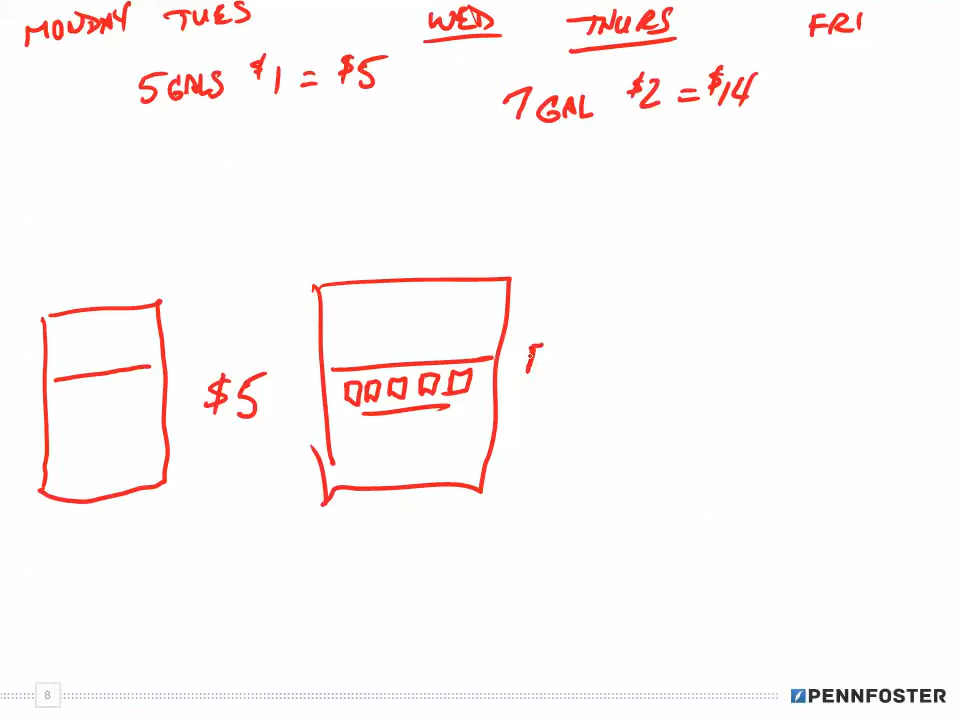 MONDAY TUES WED THURS FRI
5 GALS $1 = $5 7 GAL $2 = $14
$5
8 PENNFOSTER